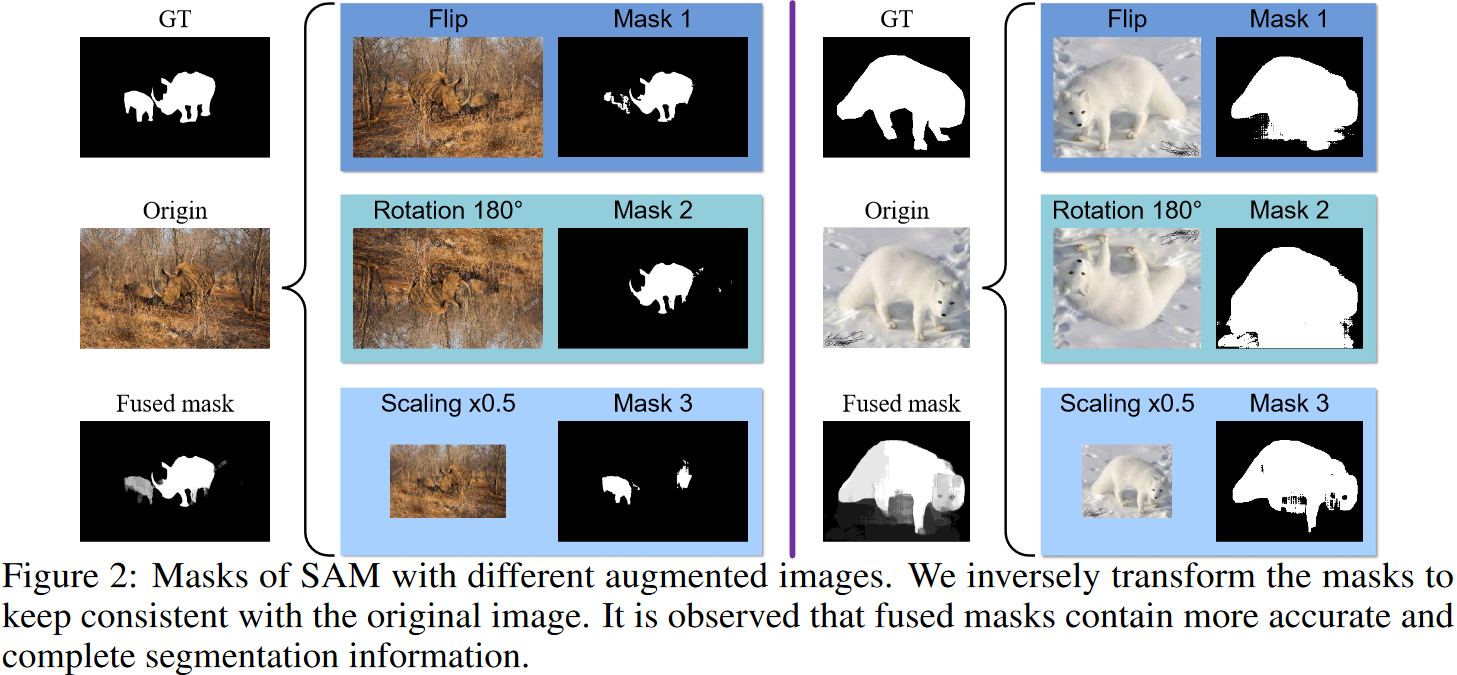 GT
Flip
Mask 1
GT
Flip
Mask 1
Origin
Rotation 180°
Mask 2
Origin
Rotation 180°
Mask 2
Fused mask
Scaling x0.5
Mask 3
Fused mask
Scaling x0.5
Mask 3
Figure 2: Masks of SAM with different augmented images. We inversely transform the masks to
keep consistent with the original image. It is observed that fused masks contain more accurate and
complete segmentation information.